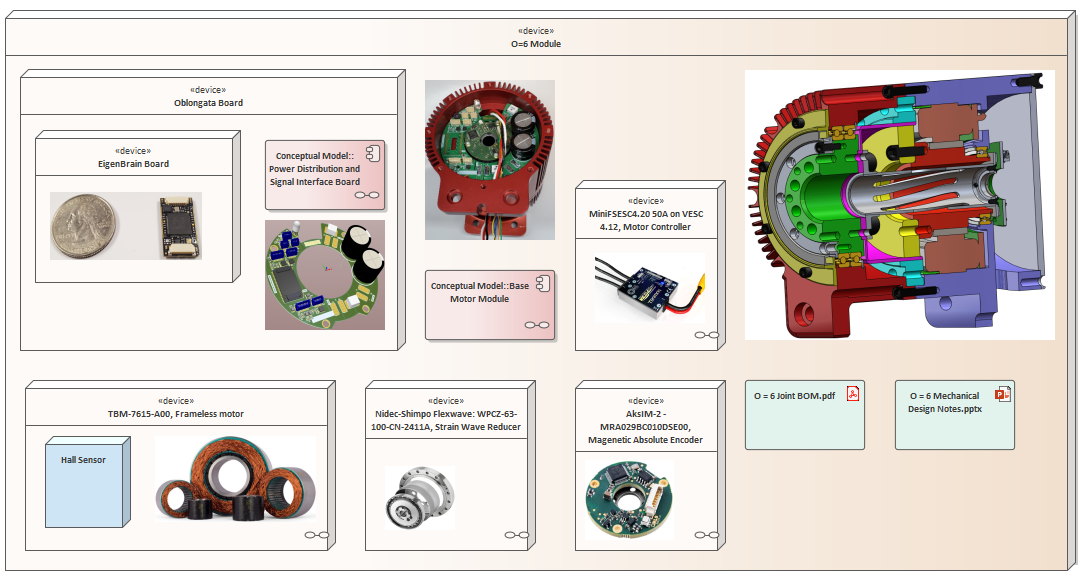 «device»
O=6 Module
«device»
Oblongata Board
«device»
EigenBrain Board
Conceptual Model::
Power Distribution and
Signal Interface Board
«device»
MiniFSESC4.20 50A on VESC
4.12, Motor Controller
Conceptual Model::Base
Motor Module
«device»
TBM-7615-A00, Frameless motor
Hall Sensor
«device»
Nidec-Shimpo Flexwave: WPCZ-63-
100-CN-2411A, Strain Wave Reducer
«device»
AksIM-2 -
MRA029BC010DSE00,
Magenetic Absolute Encoder
O = 6 Joint BOM.pdf
O = 6 Mechanical
Design Notes.pptx